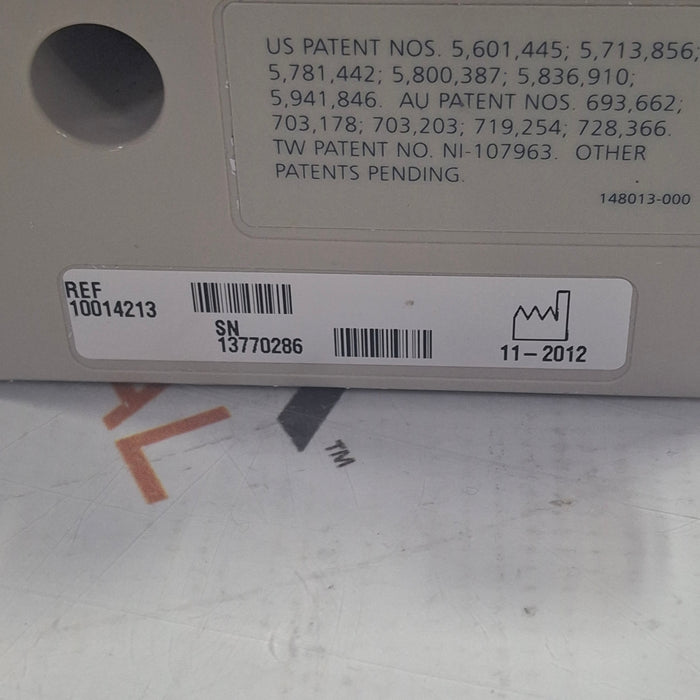 US PATENT NOS. 5,601,445; 5,713,856;
5,781,442; 5,800,387; 5,836,910;
5,941,846. AU PATENT NOS. 693,662;
703,178; 703,203; 719,254; 728,366.
TW PATENT NO. NI-107963. OTHER
PATENTS PENDING.
148013-000
REF
10014213
SN
13770286
11-2012
AL
TM